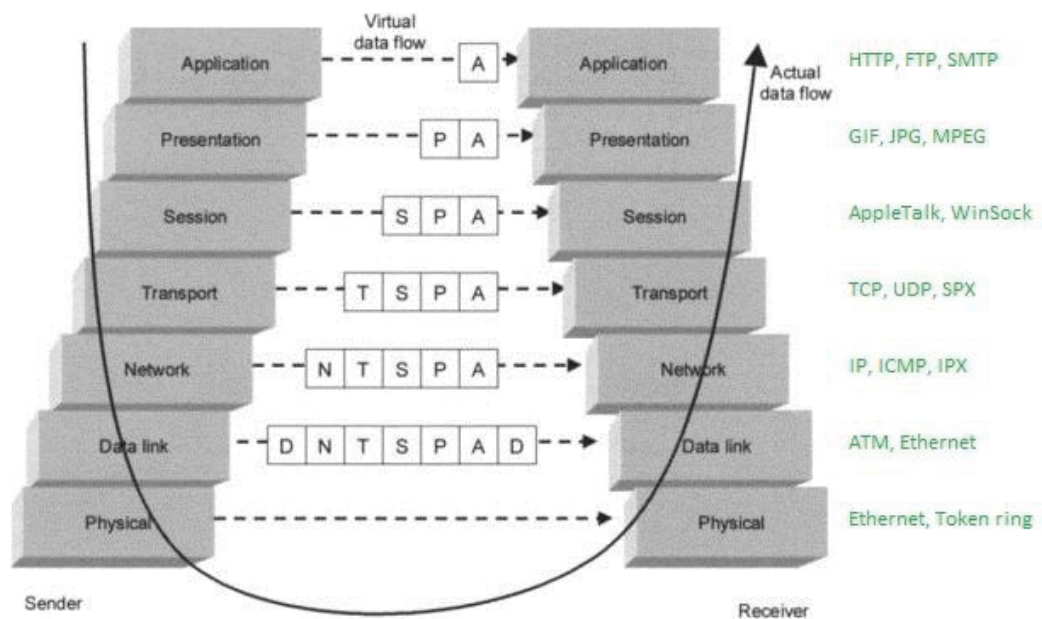 Virtual
data flow
Application
A
Application
Actual
data flow
HTTP, FTP, SMTP
Presentation
P A
Presentation
GIF, JPG, MPEG
Session
S P A
Session
AppleTalk, WinSock
Transport
T S P A
Transport
TCP, UDP, SPX
Network
N T S P A
Network
IP, ICMP, IPX
Data link
D N T S P A D
Data link
ATM, Ethernet
Physical
Physical
Ethernet, Token ring
Sender
Receiver